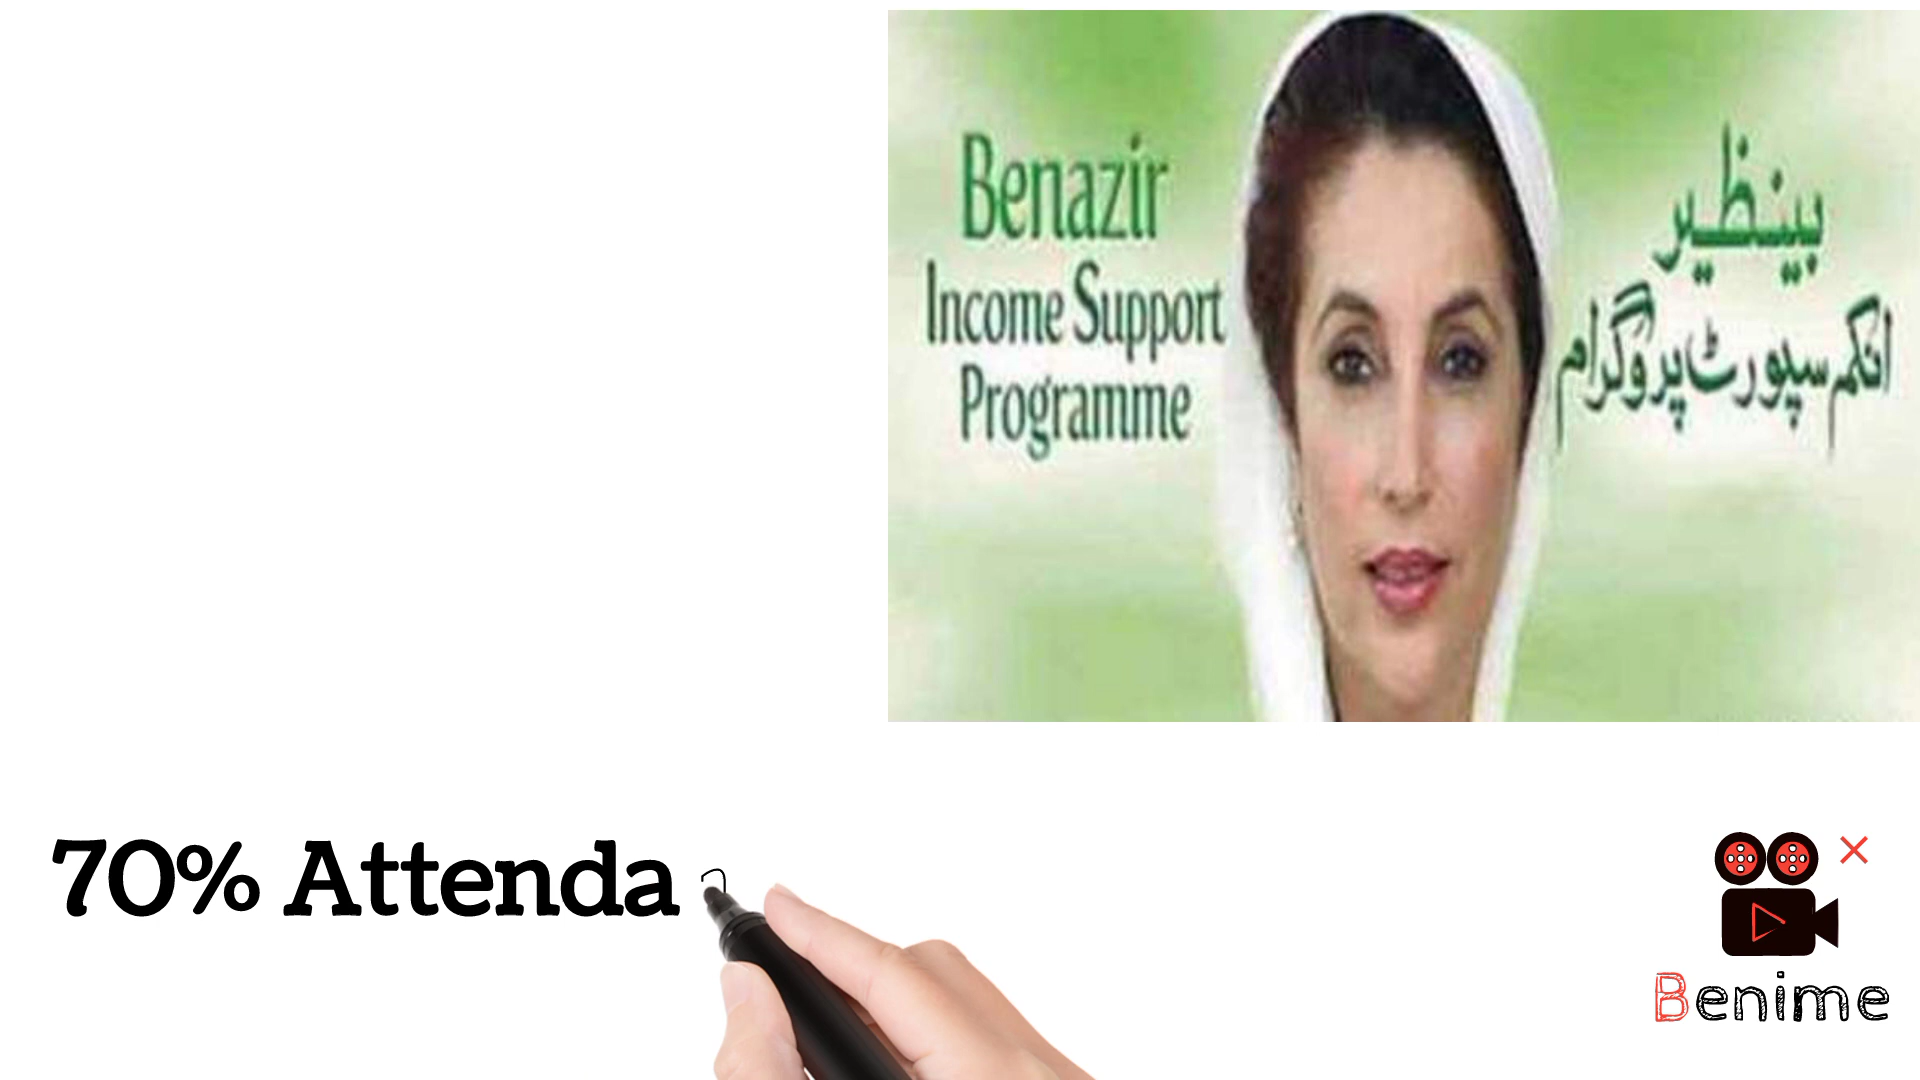 Benazir
Income Support
Programme
بینظیر
انکم سپورٹ پروگرام
70% Attenda
Benime